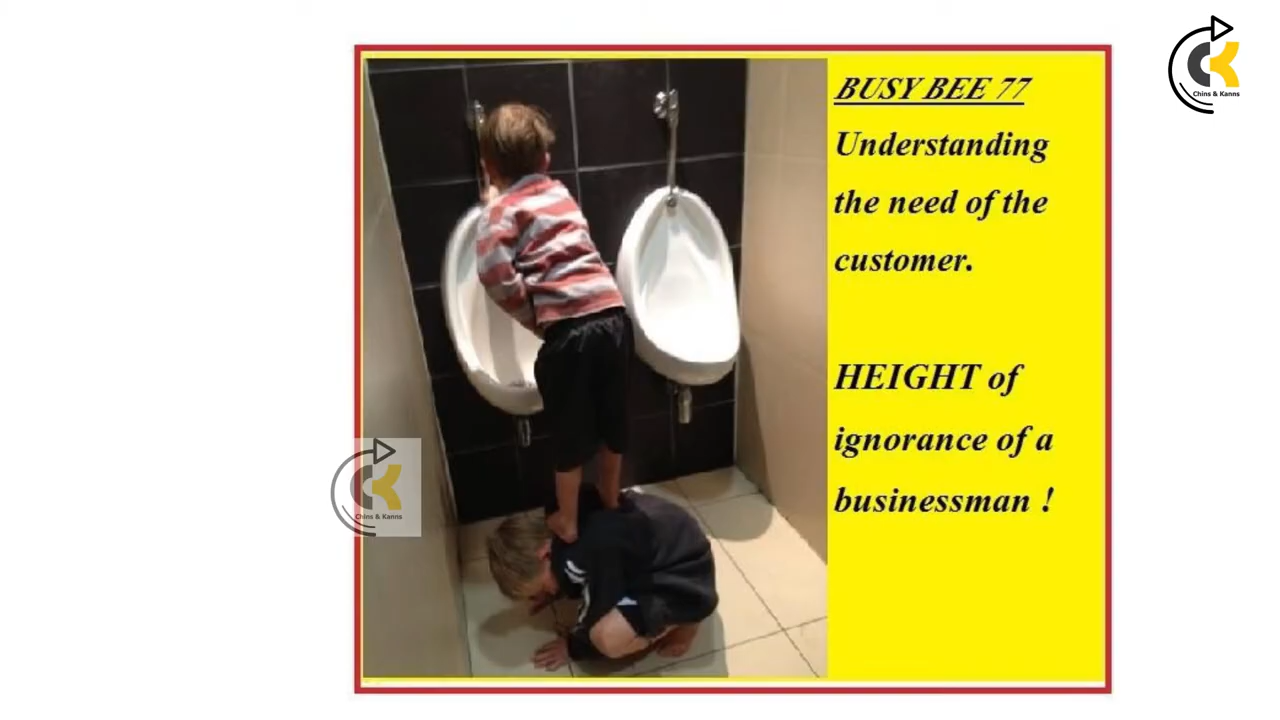 Chins & Kanns
BUSY BEE 77
Understanding
the need of the
customer.
HEIGHT of
ignorance of a
businessman !
Chins & Kanns